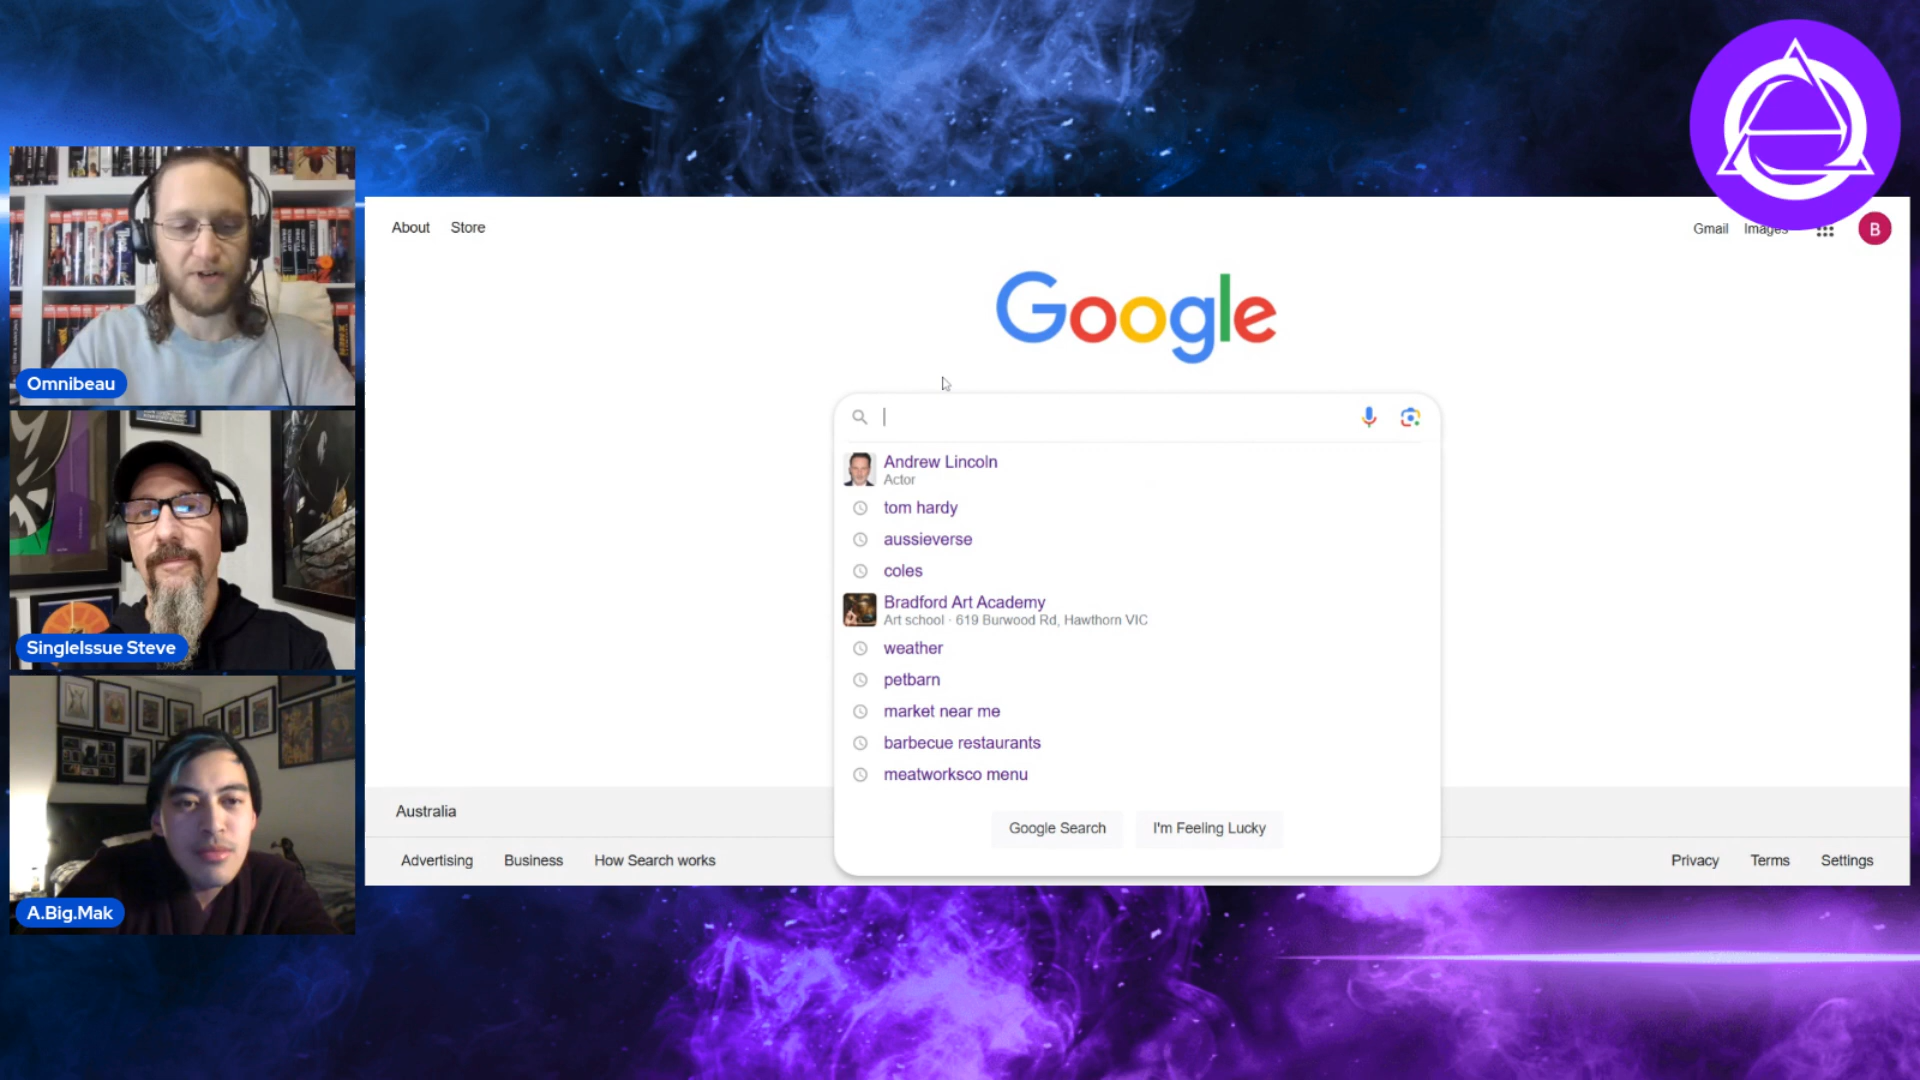 About Store
Gmail Images
B
Google
Andrew Lincoln
Actor
tom hardy
aussieverse
coles
Bradford Art Academy
Art school · 619 Burwood Rd, Hawthorn VIC
weather
petbarn
market near me
barbecue restaurants
meatworksco menu
Google Search I'm Feeling Lucky
Australia
Advertising Business How Search works
Privacy Terms Settings
Omnibeau
SingleIssue Steve
A.Big.Mak